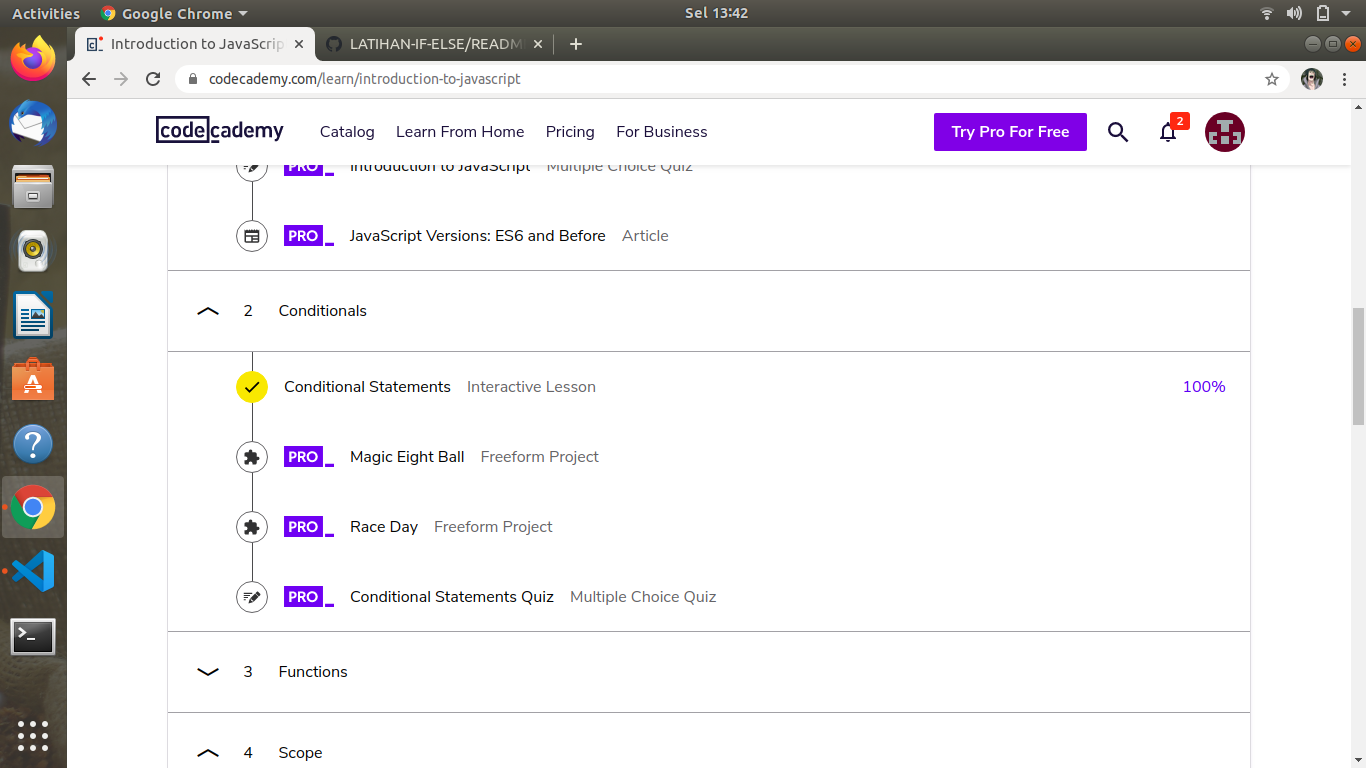 Activities Google Chrome Sel 13:42
Introduction to JavaScrip LATIHAN-IF-ELSE/READM
codecademy.com/learn/introduction-to-javascript
codecademy Catalog Learn From Home Pricing For Business Try Pro For Free 2
PRO Introduction to JavaScript Multiple Choice Quiz
PRO JavaScript Versions: ES6 and Before Article
2 Conditionals
Conditional Statements Interactive Lesson 100%
PRO Magic Eight Ball Freeform Project
PRO Race Day Freeform Project
PRO Conditional Statements Quiz Multiple Choice Quiz
3 Functions
4 Scope